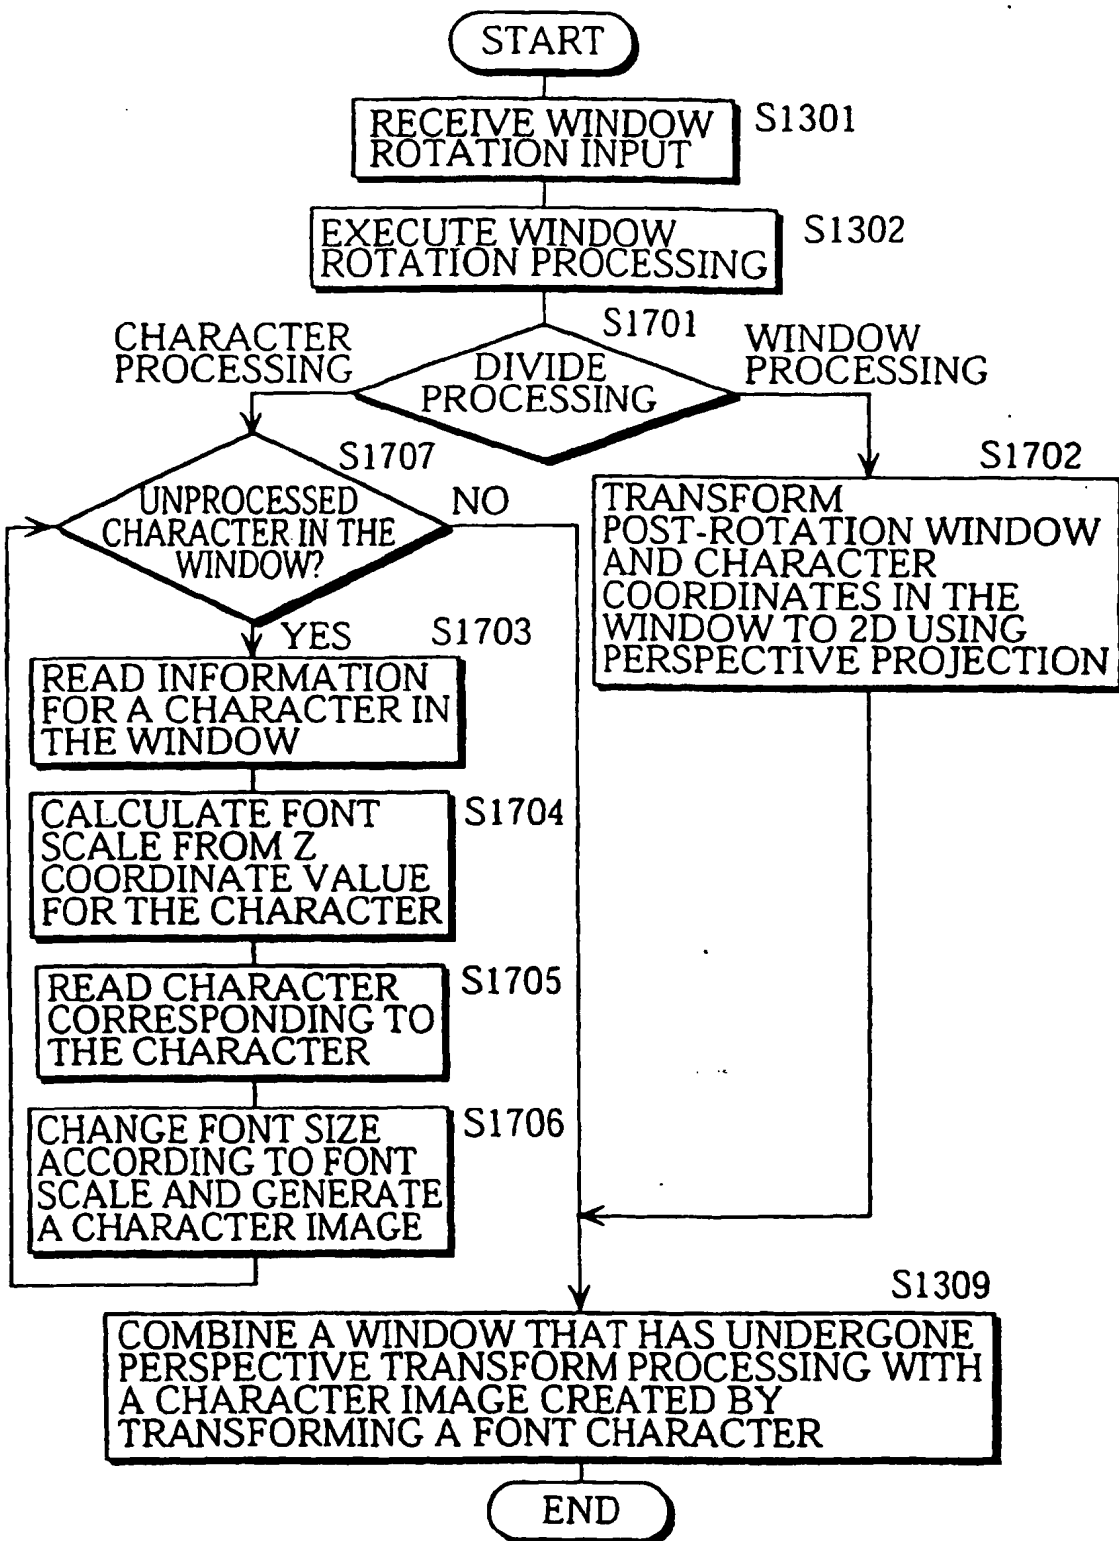 START
RECEIVE WINDOW
ROTATION INPUT
S1301
EXECUTE WINDOW
ROTATION PROCESSING
S1302
S1701
DIVIDE
PROCESSING
CHARACTER
PROCESSING
WINDOW
PROCESSING
S1707
UNPROCESSED
CHARACTER IN THE
WINDOW?
NO
YES
S1702
TRANSFORM
POST-ROTATION WINDOW
AND CHARACTER
COORDINATES IN THE
WINDOW TO 2D USING
PERSPECTIVE PROJECTION
S1703
READ INFORMATION
FOR A CHARACTER IN
THE WINDOW
S1704
CALCULATE FONT
SCALE FROM Z
COORDINATE VALUE
FOR THE CHARACTER
S1705
READ CHARACTER
CORRESPONDING TO
THE CHARACTER
S1706
CHANGE FONT SIZE
ACCORDING TO FONT
SCALE AND GENERATE
A CHARACTER IMAGE
S1309
COMBINE A WINDOW THAT HAS UNDERGONE
PERSPECTIVE TRANSFORM PROCESSING WITH
A CHARACTER IMAGE CREATED BY
TRANSFORMING A FONT CHARACTER
END